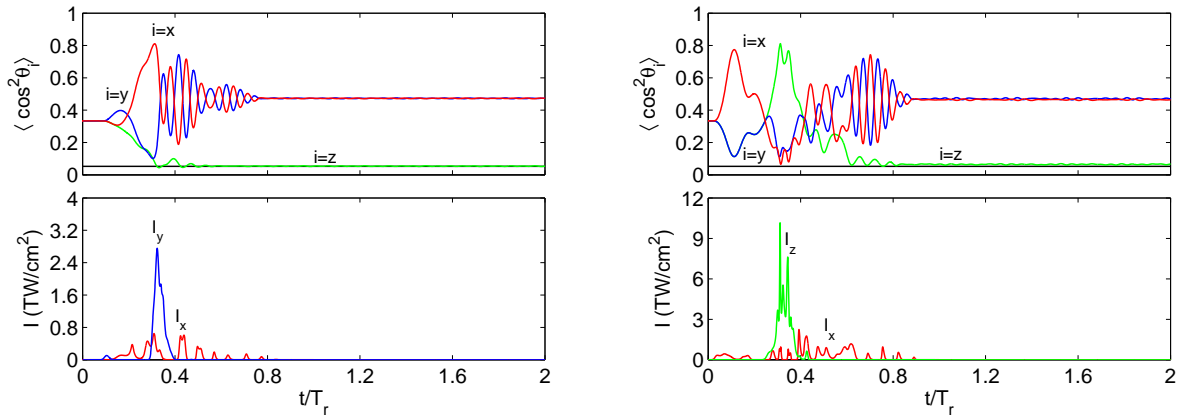 ⟨ cos²θᵢ⟩
1
0.8
0.6
0.4
0.2
0
i=x
i=y
i=z
I (TW/cm²)
4
3.2
2.4
1.6
0.8
0
I_y
I_x
0 0.4 0.8 1.2 1.6 2
t/T_r
⟨ cos²θᵢ⟩
1
0.8
0.6
0.4
0.2
0
i=x
i=y
i=z
I (TW/cm²)
12
9
6
3
0
I_z
I_x
0 0.4 0.8 1.2 1.6 2
t/T_r